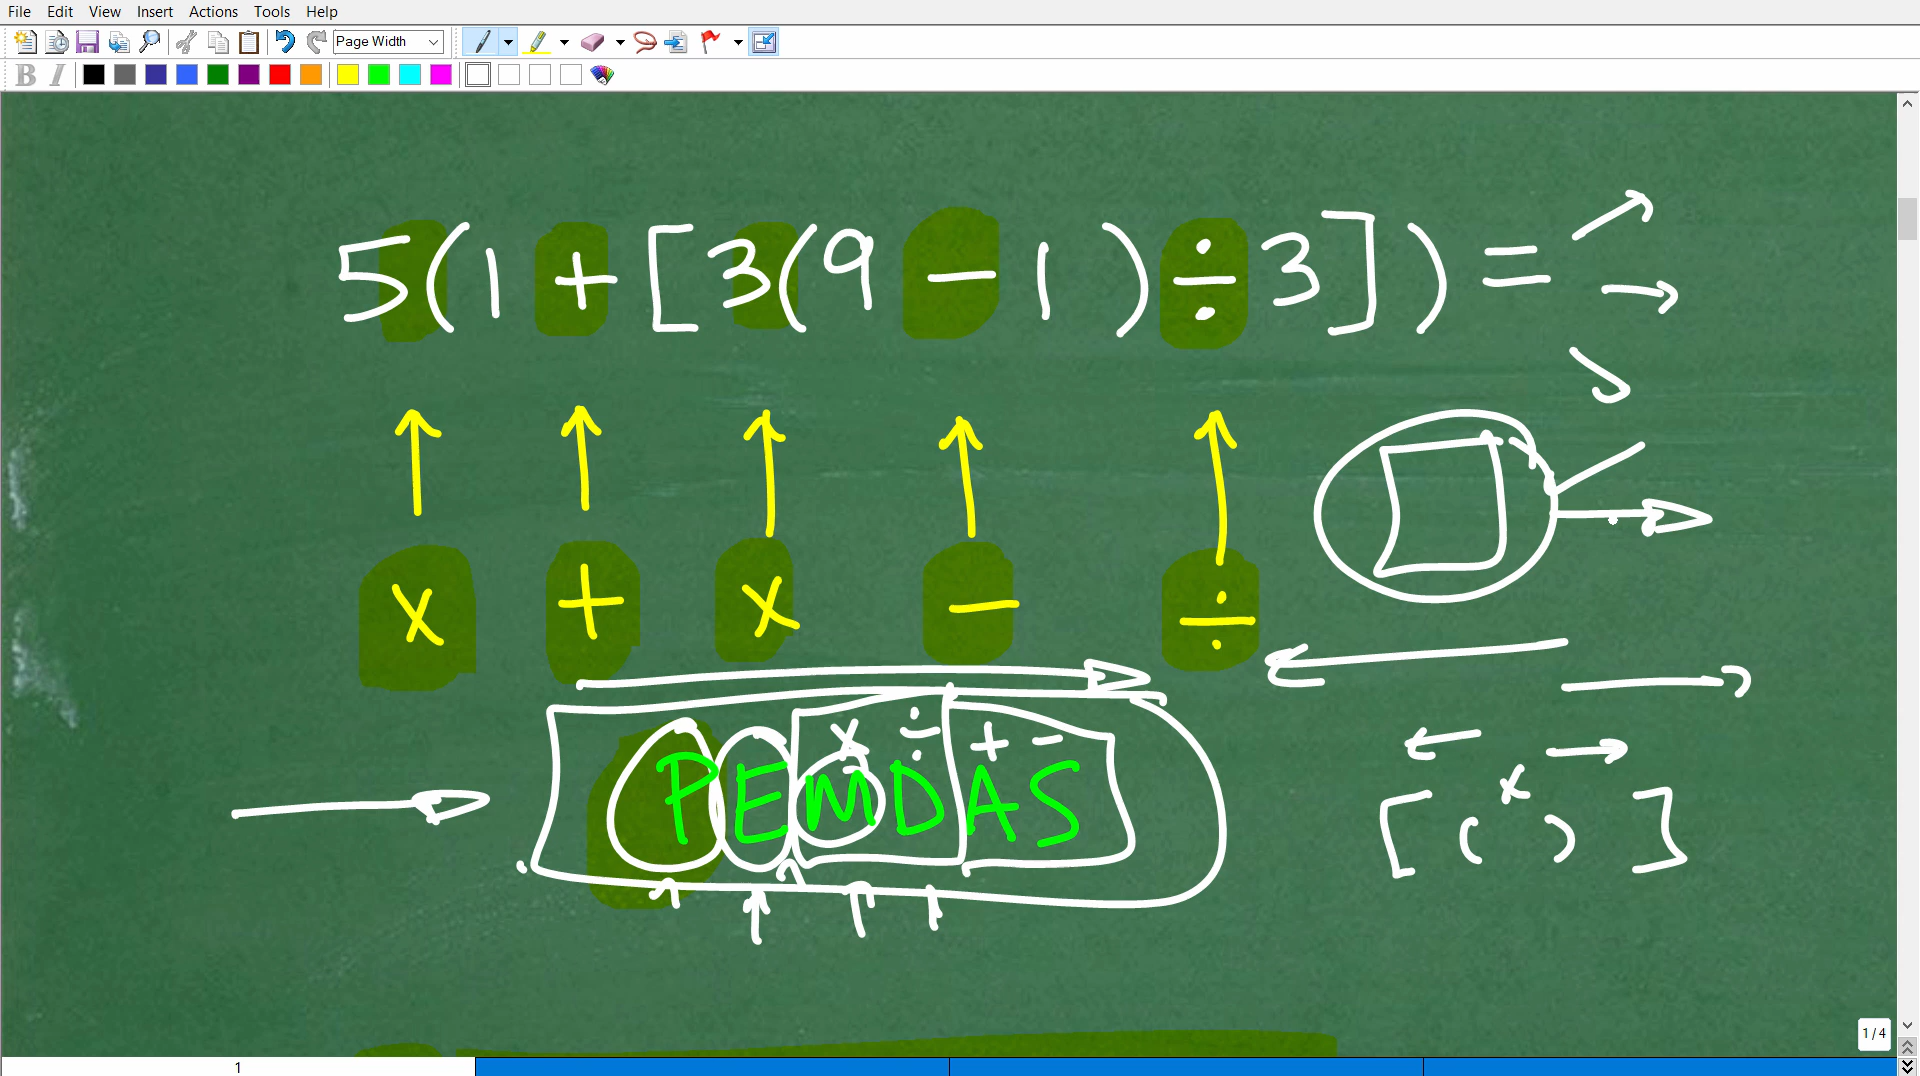 File Edit View Insert Actions Tools Help
Page Width
B I
5(1 + [3(9 − 1) ÷ 3]) =
x + x − ÷
x ÷ + −
PEMDAS
x
[ ( ) ]
1 / 4
1